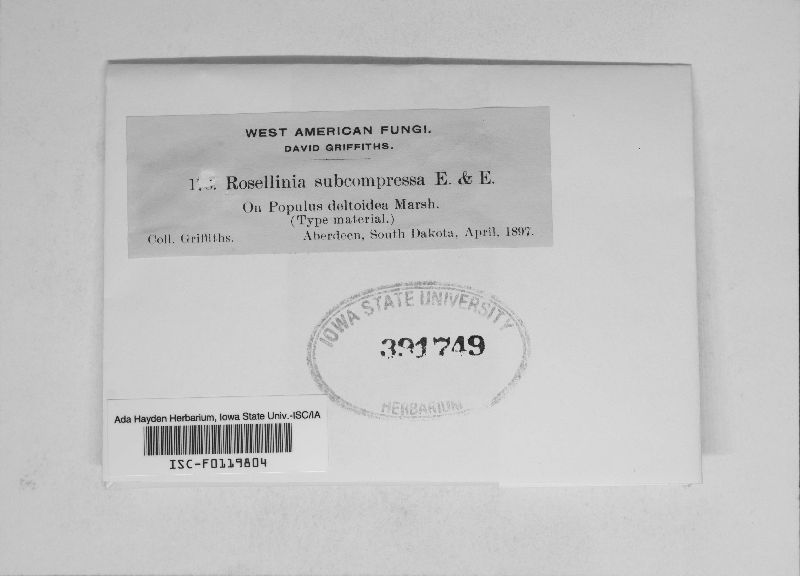 WEST AMERICAN FUNGI.
DAVID GRIFFITHS.
Rosellinia subcompressa E. & E.
On Populus deltoidea Marsh.
(Type material.)
Coll. Griffiths. Aberdeen, South Dakota, April, 1897.
IOWA STATE UNIVERSITY
391749
HERBARIUM
Ada Hayden Herbarium, Iowa State Univ.-ISC/IA
ISC-F0119804